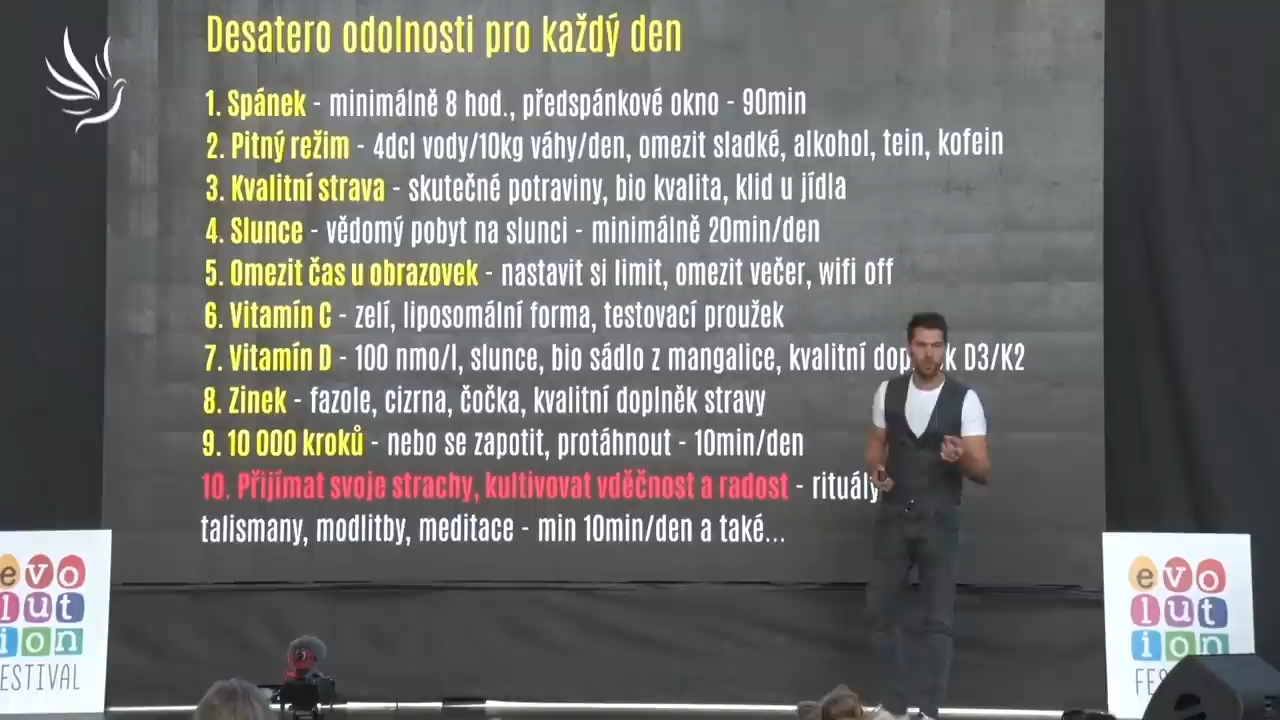 Desatero odolnosti pro každý den
1. Spánek - minimálně 8 hod., předspánkové okno - 90min
2. Pitný režim - 4dcl vody/10kg váhy/den, omezit sladké, alkohol, tein, kofein
3. Kvalitní strava - skutečné potraviny, bio kvalita, klid u jídla
4. Slunce - vědomý pobyt na slunci - minimálně 20min/den
5. Omezit čas u obrazovek - nastavit si limit, omezit večer, wifi off
6. Vitamín C - zelí, liposomální forma, testovací proužek
7. Vitamín D - 100 nmo/l, slunce, bio sádlo z mangalice, kvalitní D3/K2
8. Zinek - fazole, cizrna, čočka, kvalitní doplněk stravy
9. 10 000 kroků - nebo se zapotit, protáhnout - 10min/den
10. Přijímat svoje strachy, kultivovat vděčnost a radost - rituály
talismany, modlitby, meditace - min 10min/den a také...
evo
lut
ion
ESTIVAL
evo
lut
ion
FES